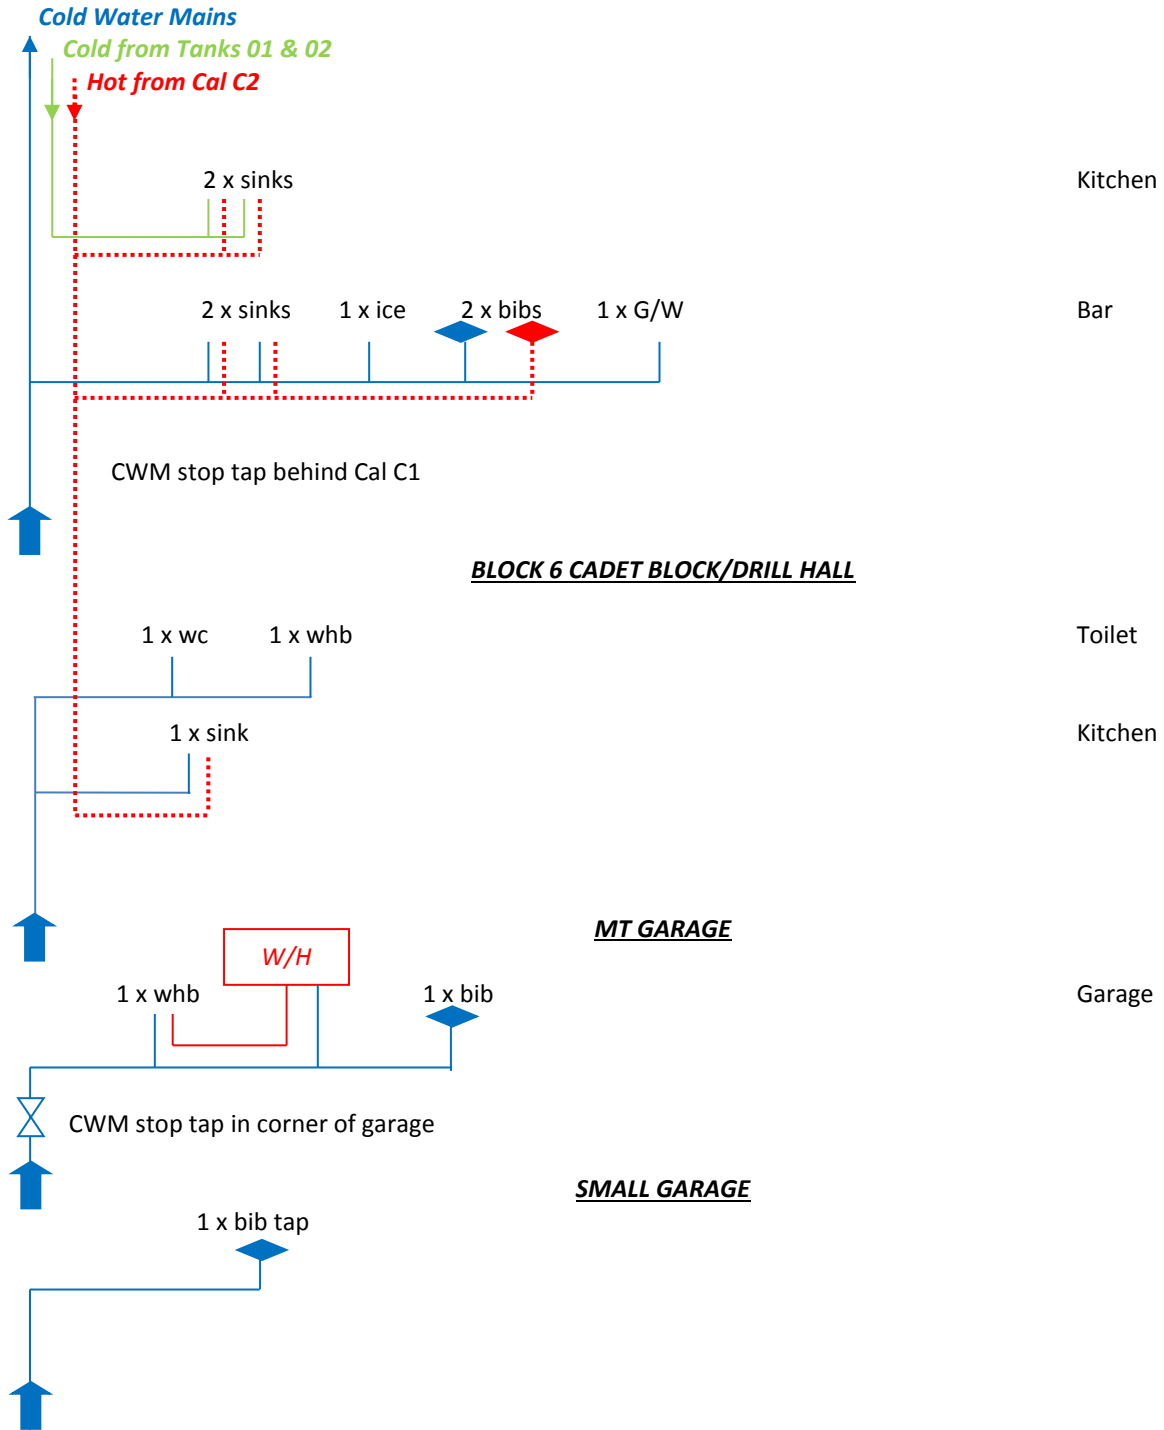 Cold Water Mains
Cold from Tanks 01 & 02
Hot from Cal C2
2 x sinks Kitchen
2 x sinks 1 x ice 2 x bibs 1 x G/W Bar
CWM stop tap behind Cal C1
BLOCK 6 CADET BLOCK/DRILL HALL
1 x wc 1 x whb Toilet
1 x sink Kitchen
MT GARAGE
W/H
1 x whb 1 x bib Garage
CWM stop tap in corner of garage
SMALL GARAGE
1 x bib tap